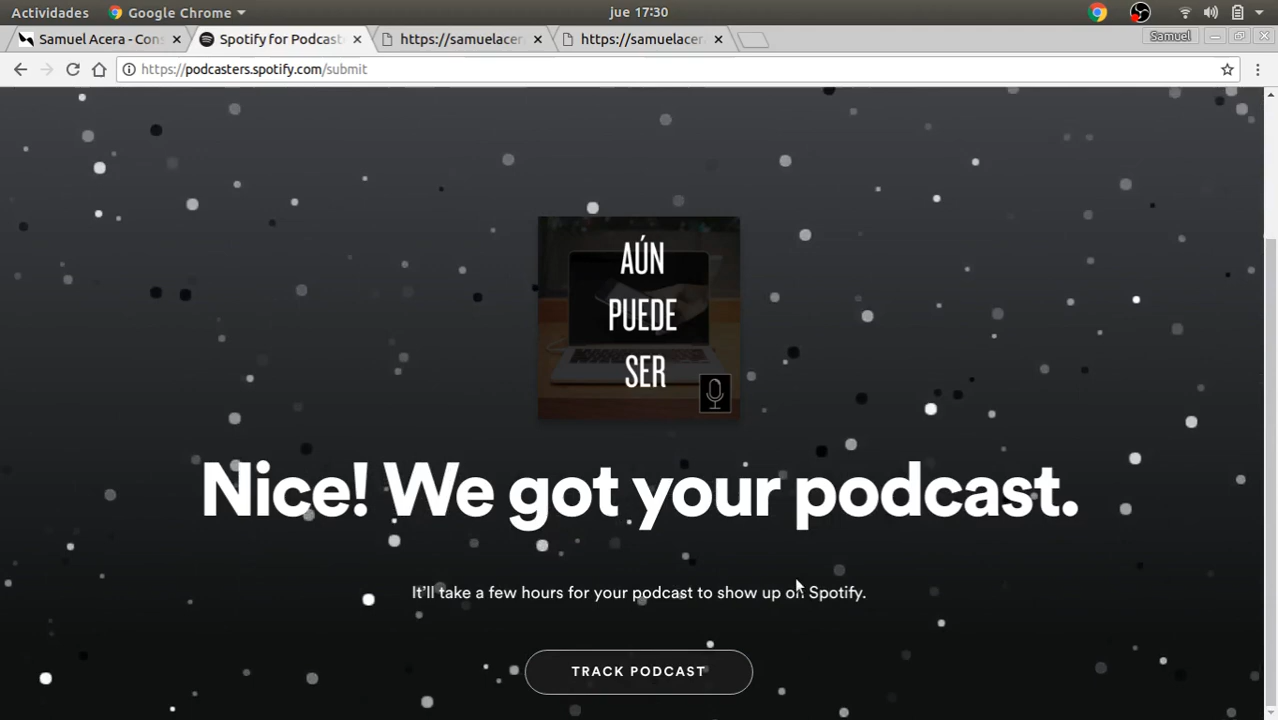 Actividades
Google Chrome
jue 17:30
Samuel Acera - Cons
Spotify for Podcast
https://samuelacer
https://samuelacer
Samuel
https://podcasters.spotify.com/submit
AÚN
PUEDE
SER
Nice! We got your podcast.
It'll take a few hours for your podcast to show up on Spotify.
TRACK PODCAST